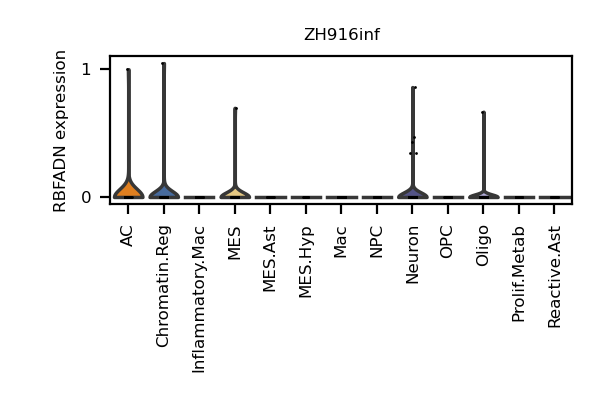 ZH916inf
RBFADN expression
1
0
AC
Chromatin.Reg
Inflammatory.Mac
MES
MES.Ast
MES.Hyp
Mac
NPC
Neuron
OPC
Oligo
Prolif.Metab
Reactive.Ast